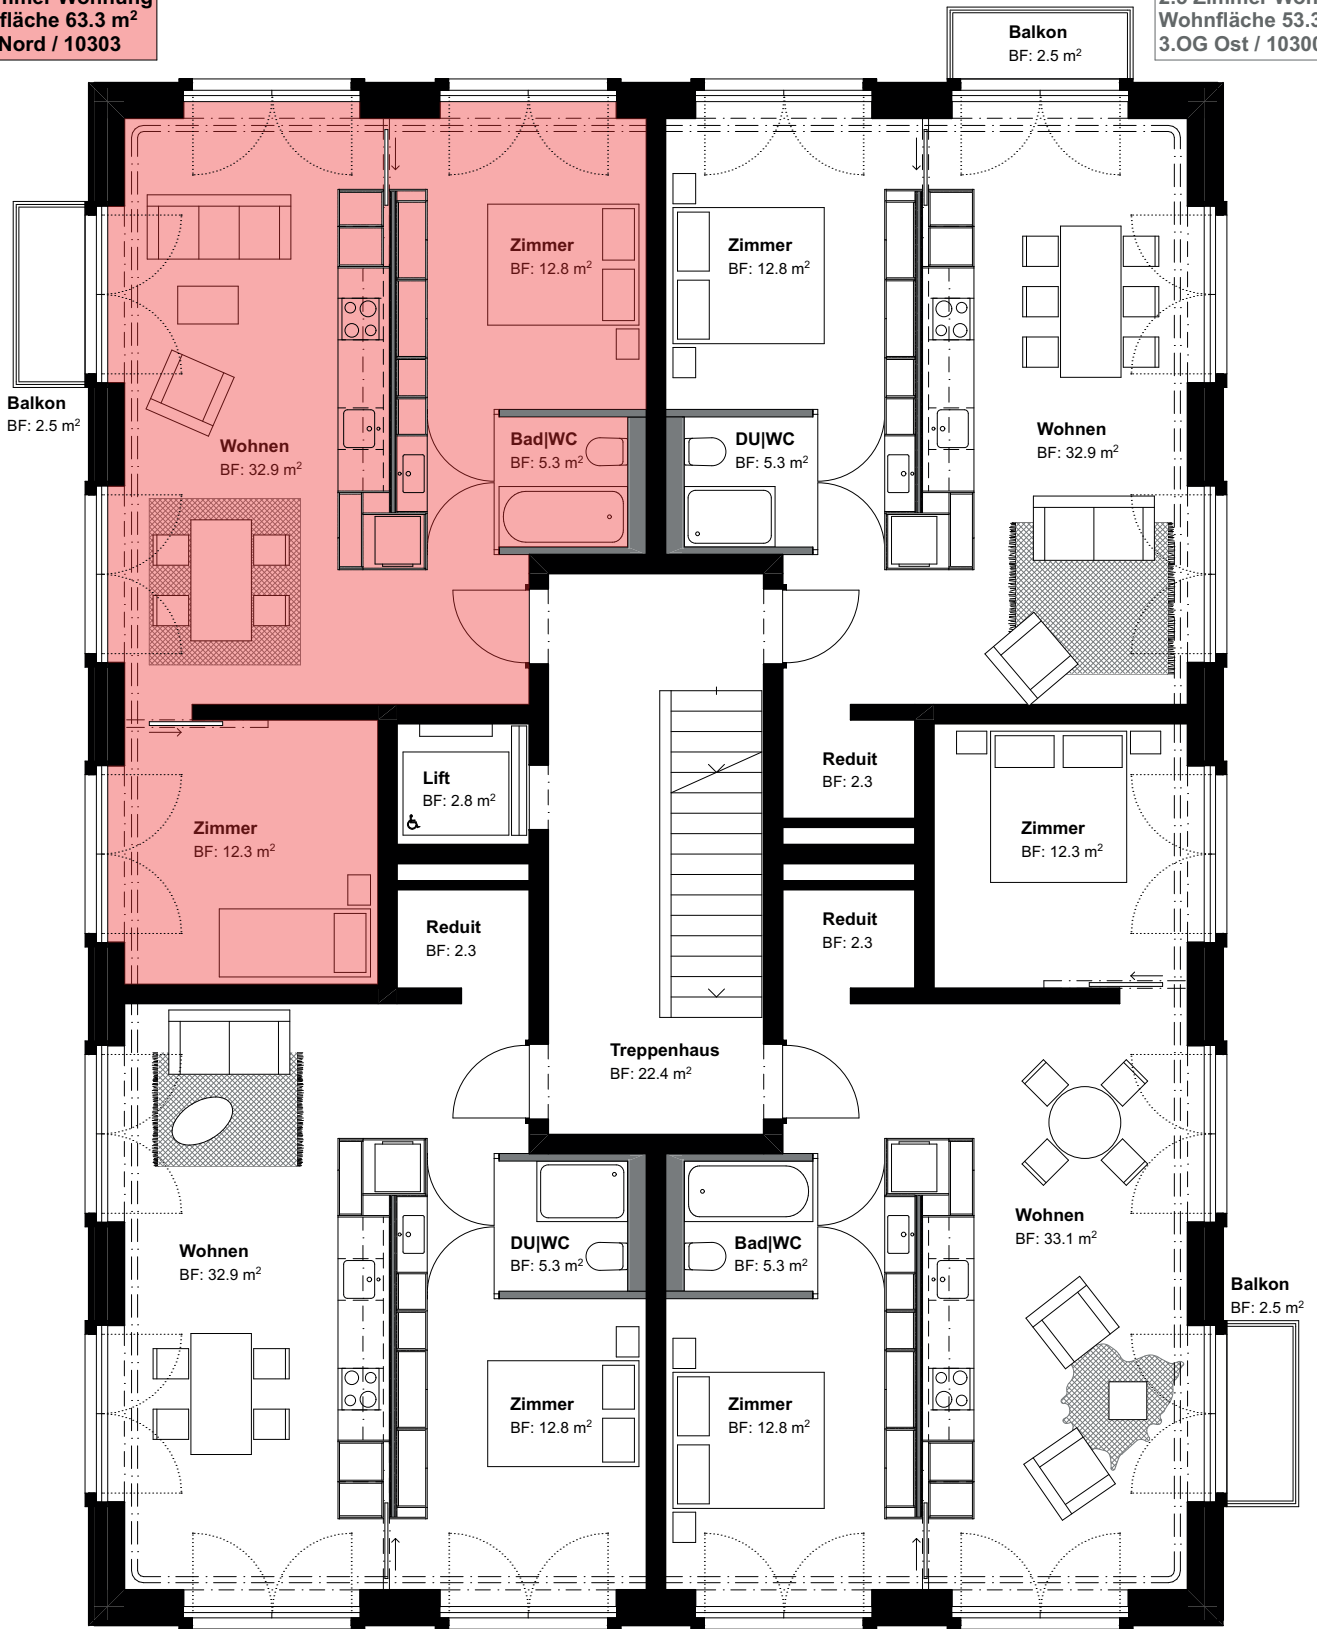 Wohnung
fläche 63.3 m²
Nord / 10303
2.5 Zimmer
Wohnfläche 53.3
3.OG Ost /
Balkon
BF: 2.5 m²
Zimmer
BF: 12.8 m²
Zimmer
BF: 12.8 m²
Balkon
BF: 2.5 m²
Wohnen
BF: 32.9 m²
Bad|WC
BF: 5.3 m²
DU|WC
BF: 5.3 m²
Wohnen
BF: 32.9 m²
Lift
BF: 2.8 m²
Reduit
BF: 2.3
Zimmer
BF: 12.3 m²
Zimmer
BF: 12.3 m²
Reduit
BF: 2.3
Reduit
BF: 2.3
Treppenhaus
BF: 22.4 m²
Wohnen
BF: 32.9 m²
DU|WC
BF: 5.3 m²
Bad|WC
BF: 5.3 m²
Wohnen
BF: 33.1 m²
Balkon
BF: 2.5 m²
Zimmer
BF: 12.8 m²
Zimmer
BF: 12.8 m²